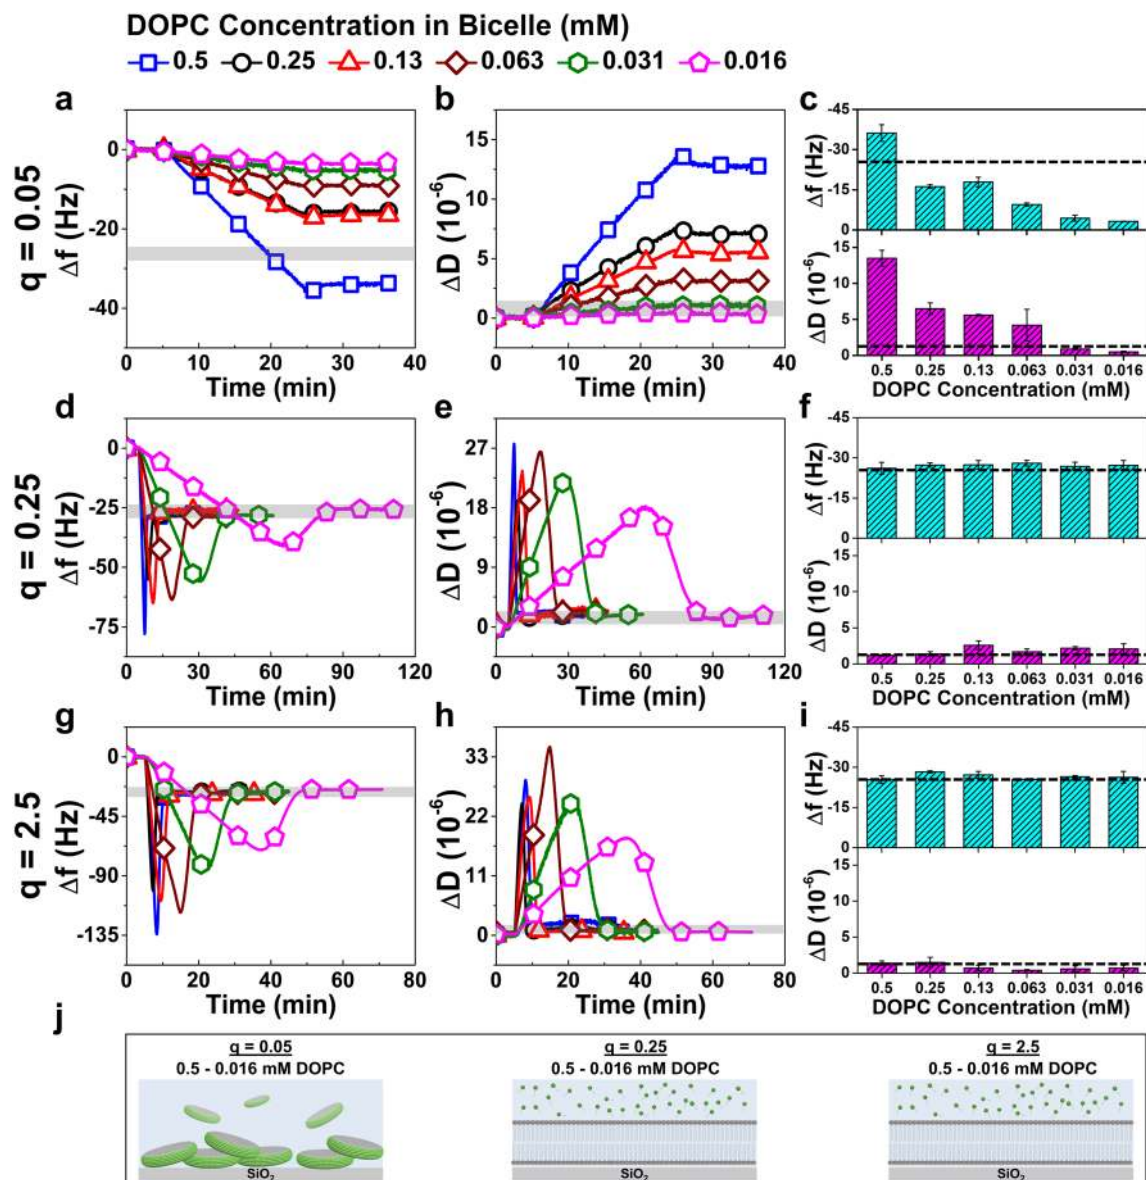 DOPC Concentration in Bicelle (mM)
0.5 0.25 0.13 0.063 0.031 0.016
a
q = 0.05
Δf (Hz)
0
-20
-40
0 10 20 30 40
Time (min)
b
ΔD (10-6)
15
10
5
0
0 10 20 30 40
Time (min)
c
Δf (Hz)
-45
-30
-15
0
ΔD (10-6)
15
10
5
0
0.5 0.25 0.13 0.063 0.031 0.016
DOPC Concentration (mM)
d
q = 0.25
Δf (Hz)
0
-25
-50
-75
0 30 60 90 120
Time (min)
e
ΔD (10-6)
27
18
9
0
0 30 60 90 120
Time (min)
f
Δf (Hz)
-45
-30
-15
0
ΔD (10-6)
15
10
5
0
0.5 0.25 0.13 0.063 0.031 0.016
DOPC Concentration (mM)
g
q = 2.5
Δf (Hz)
0
-45
-90
-135
0 20 40 60 80
Time (min)
h
ΔD (10-6)
33
22
11
0
0 20 40 60 80
Time (min)
i
Δf (Hz)
-45
-30
-15
0
ΔD (10-6)
15
10
5
0
0.5 0.25 0.13 0.063 0.031 0.016
DOPC Concentration (mM)
j
q = 0.05
0.5 - 0.016 mM DOPC
SiO2
q = 0.25
0.5 - 0.016 mM DOPC
SiO2
q = 2.5
0.5 - 0.016 mM DOPC
SiO2